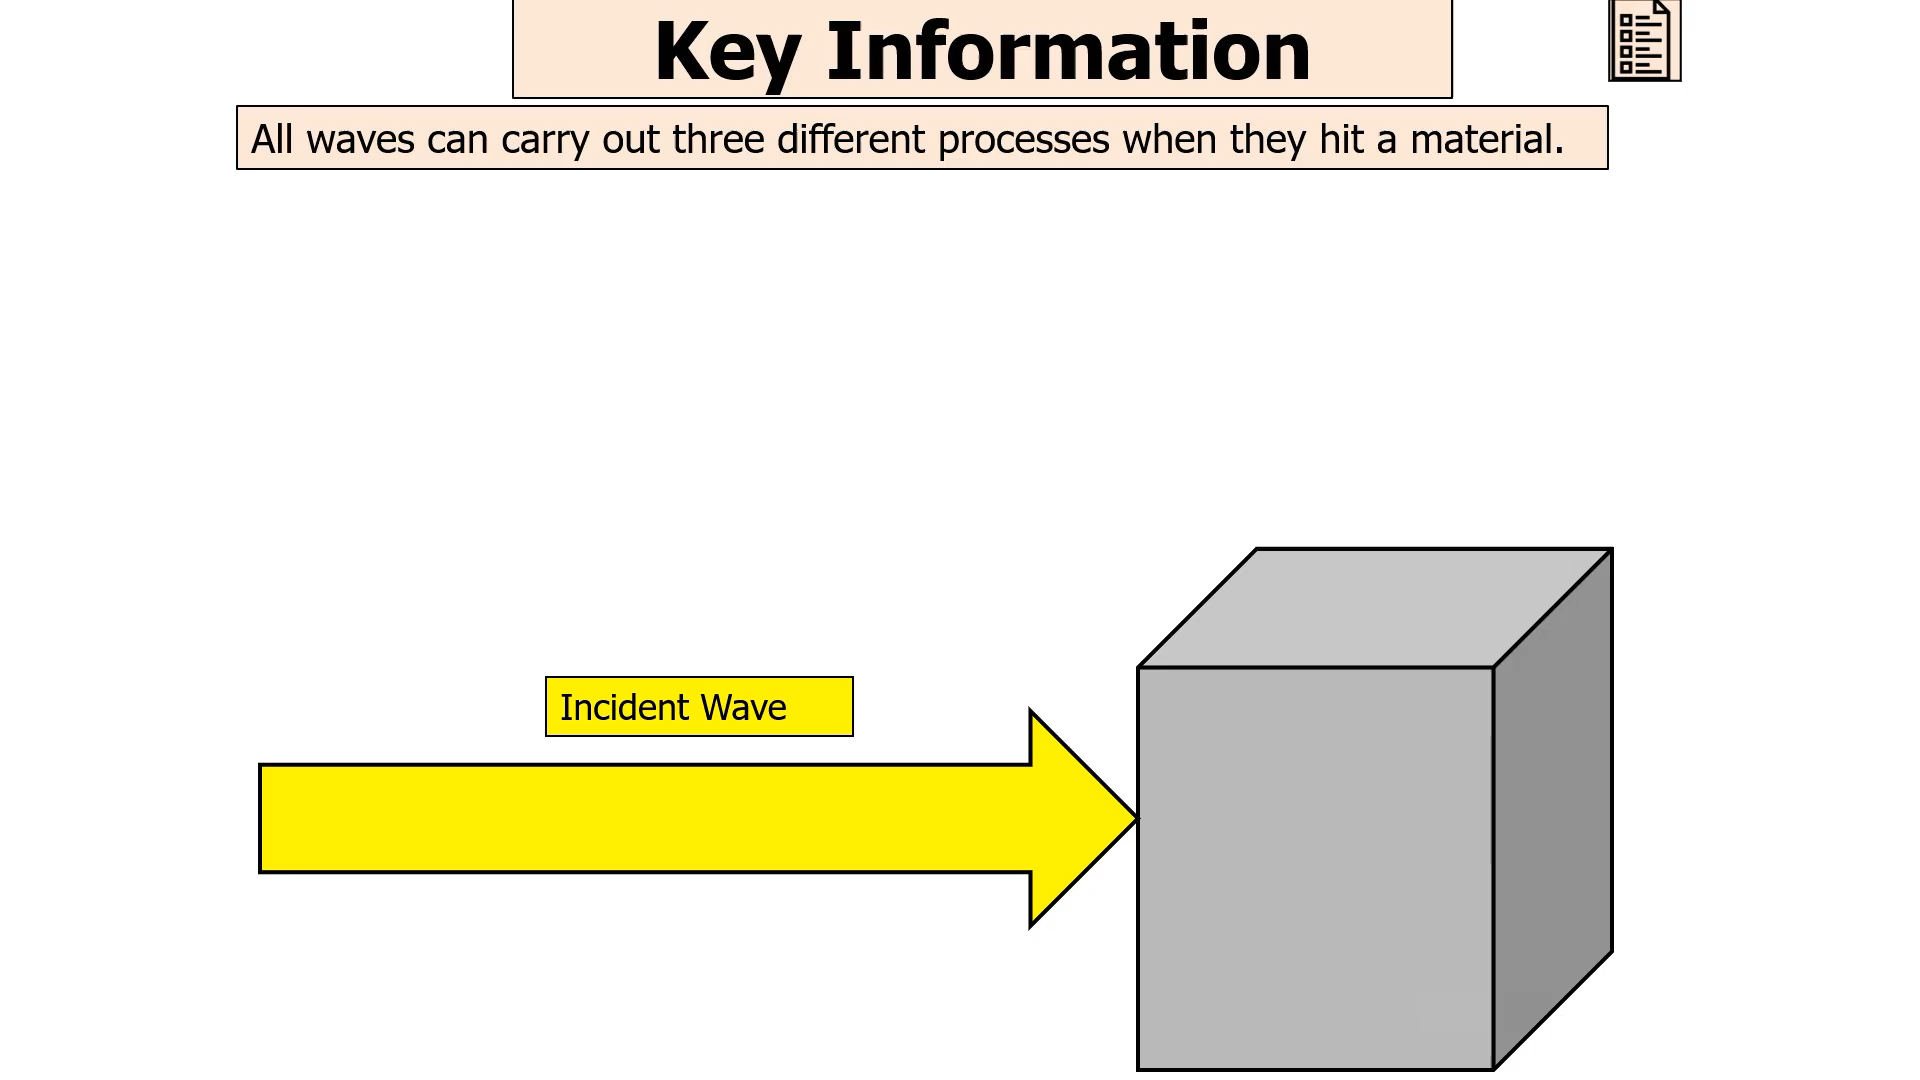 Key Information
All waves can carry out three different processes when they hit a material.
Incident Wave